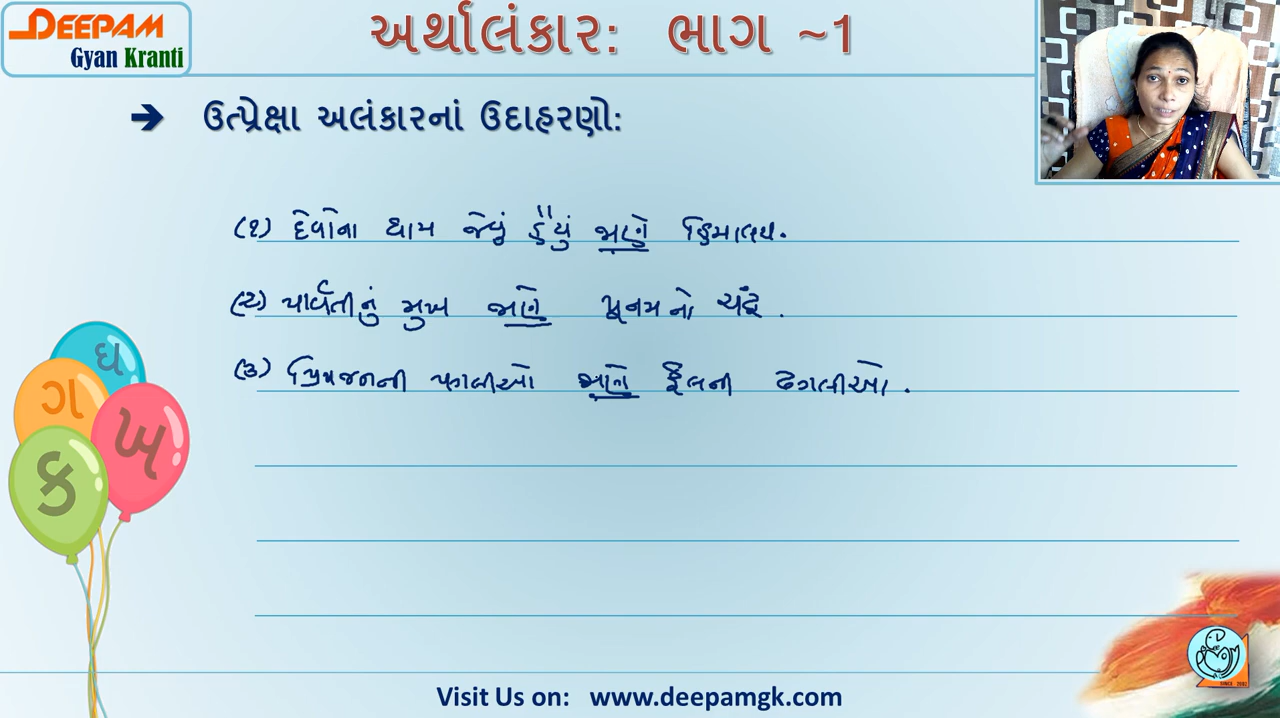 DEEPAM
Gyan Kranti
અર્થાલંકાર: ભાગ ~1
➔ ઉત્પ્રેક્ષા અલંકારનાં ઉદાહરણો:
(૧) દેવોના ધામ જેવું હૈયું જાણે હિમાલય.
(૨) પાર્વતીનું મુખ જાણે પૂનમનો ચંદ્ર.
(૩) પ્રિયજનની પગલીઓ જાણે ફૂલની ઢગલીઓ.
ઘ
ગ
ખ
ક
Visit Us on: www.deepamgk.com